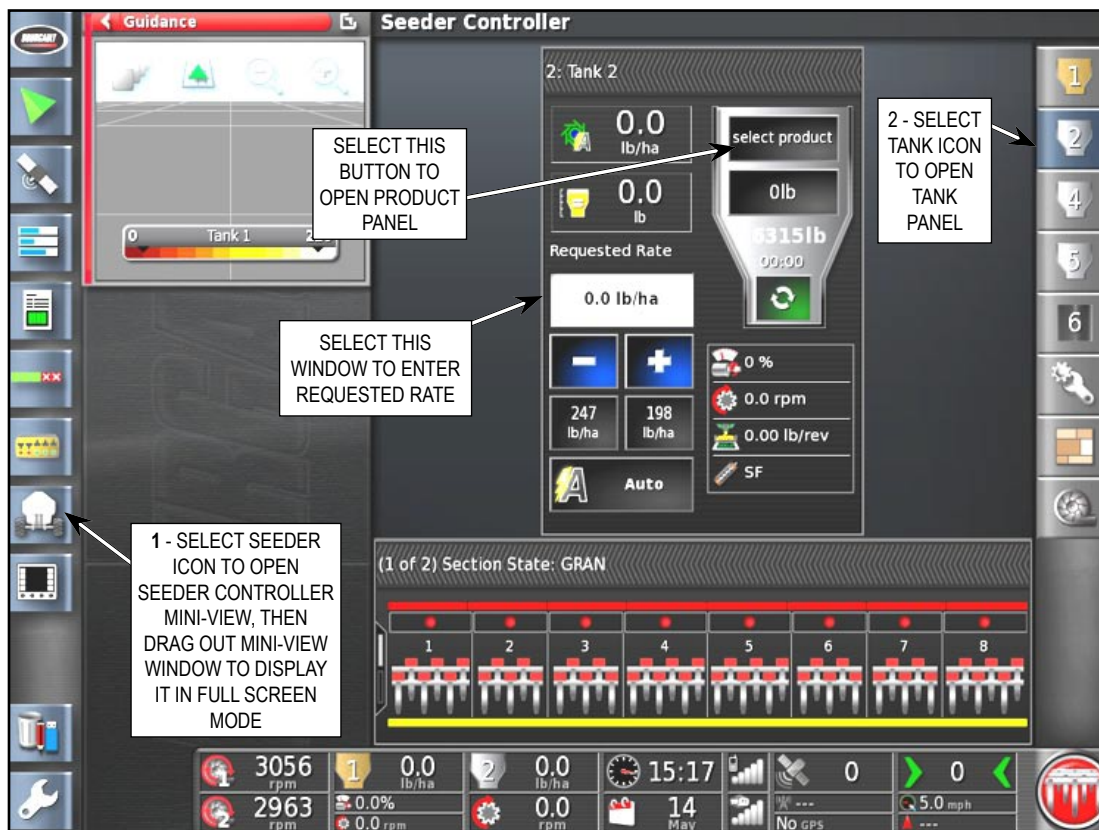 BOURGAULT
Guidance
Seeder Controller
0 Tank 1
2: Tank 2
0.0
lb/ha
0.0
lb
Requested Rate
0.0 lb/ha
247
lb/ha
198
lb/ha
Auto
select product
0lb
6315lb
00:00
0 %
0.0 rpm
0.00 lb/rev
SF
SELECT THIS
BUTTON TO
OPEN PRODUCT
PANEL
SELECT THIS
WINDOW TO ENTER
REQUESTED RATE
2 - SELECT
TANK ICON
TO OPEN
TANK
PANEL
1
2
4
5
6
1 - SELECT SEEDER
ICON TO OPEN
SEEDER CONTROLLER
MINI-VIEW, THEN
DRAG OUT MINI-VIEW
WINDOW TO DISPLAY
IT IN FULL SCREEN
MODE
(1 of 2) Section State: GRAN
1 2 3 4 5 6 7 8
1 3056
rpm
2 2963
rpm
1 0.0
lb/ha
0.0%
0.0 rpm
2 0.0
lb/ha
0.0
rpm
15:17
14
May
0
---
No GPS
0
5.0 mph
---